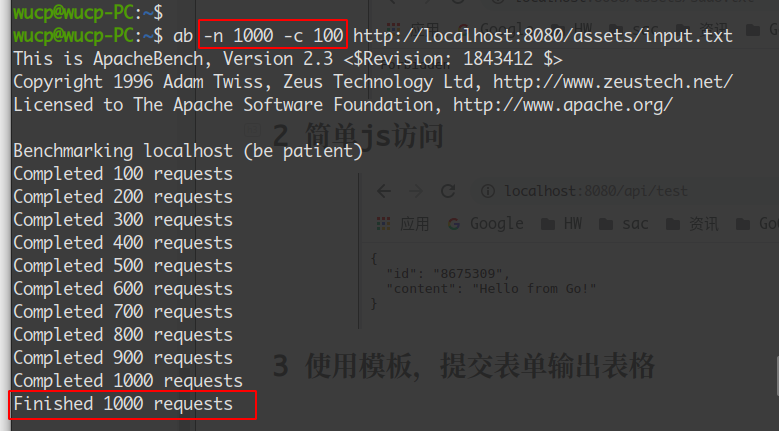 wucp@wucp-PC:~$
wucp@wucp-PC:~$ ab -n 1000 -c 100 http://localhost:8080/assets/input.txt
This is ApacheBench, Version 2.3 <$Revision: 1843412 $>
Copyright 1996 Adam Twiss, Zeus Technology Ltd, http://www.zeustech.net/
Licensed to The Apache Software Foundation, http://www.apache.org/
2 简单js访问
Benchmarking localhost (be patient)
Completed 100 requests
Completed 200 requests
Completed 300 requests
Completed 400 requests
Completed 500 requests
Completed 600 requests
Completed 700 requests
Completed 800 requests
Completed 900 requests
Completed 1000 requests
Finished 1000 requests
localhost:8080/api/test
应用 Google HW sac 资讯
{
"id": "8675309",
"content": "Hello from Go!"
}
3 使用模板，提交表单输出表格